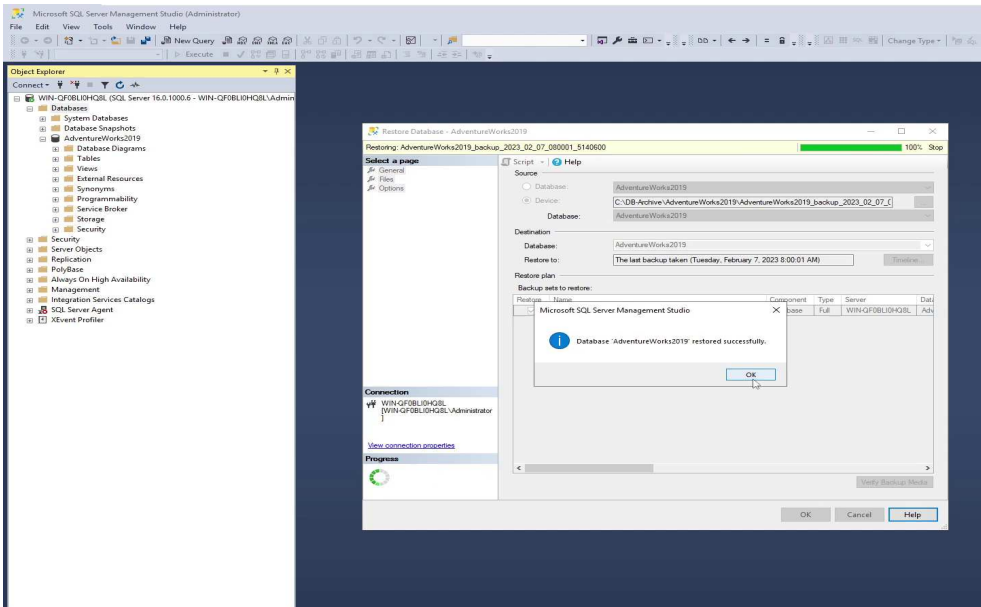 Microsoft SQL Server Management Studio (Administrator)
File Edit View Tools Window Help
New Query Change Type
Execute
Object Explorer
Connect
WIN-QF0BLI0HQ8L (SQL Server 16.0.1000.6 - WIN-QF0BLI0HQ8L\Admin
Databases
System Databases
Database Snapshots
AdventureWorks2019
Database Diagrams
Tables
Views
External Resources
Synonyms
Programmability
Service Broker
Storage
Security
Security
Server Objects
Replication
PolyBase
Always On High Availability
Management
Integration Services Catalogs
SQL Server Agent
XEvent Profiler
Restore Database - AdventureWorks2019
Restoring: AdventureWorks2019_backup_2023_02_07_080001_5140600 100% Stop
Select a page
General
Files
Options
Script Help
Source
Database: AdventureWorks2019
Device: C:\DB-Archive\AdventureWorks2019\AdventureWorks2019_backup_2023_02_07_(
Database: AdventureWorks2019
Destination
Database: AdventureWorks2019
Restore to: The last backup taken (Tuesday, February 7, 2023 8:00:01 AM) Timeline ...
Restore plan
Backup sets to restore:
Restore Name Component Type Server Data
base Full WIN-QF0BLI0HQ8L Adv
Microsoft SQL Server Management Studio
Database 'AdventureWorks2019' restored successfully.
OK
Connection
WIN-QF0BLI0HQ8L
[WIN-QF0BLI0HQ8L\Administrator
]
View connection properties
Progress
Verify Backup Media
OK Cancel Help